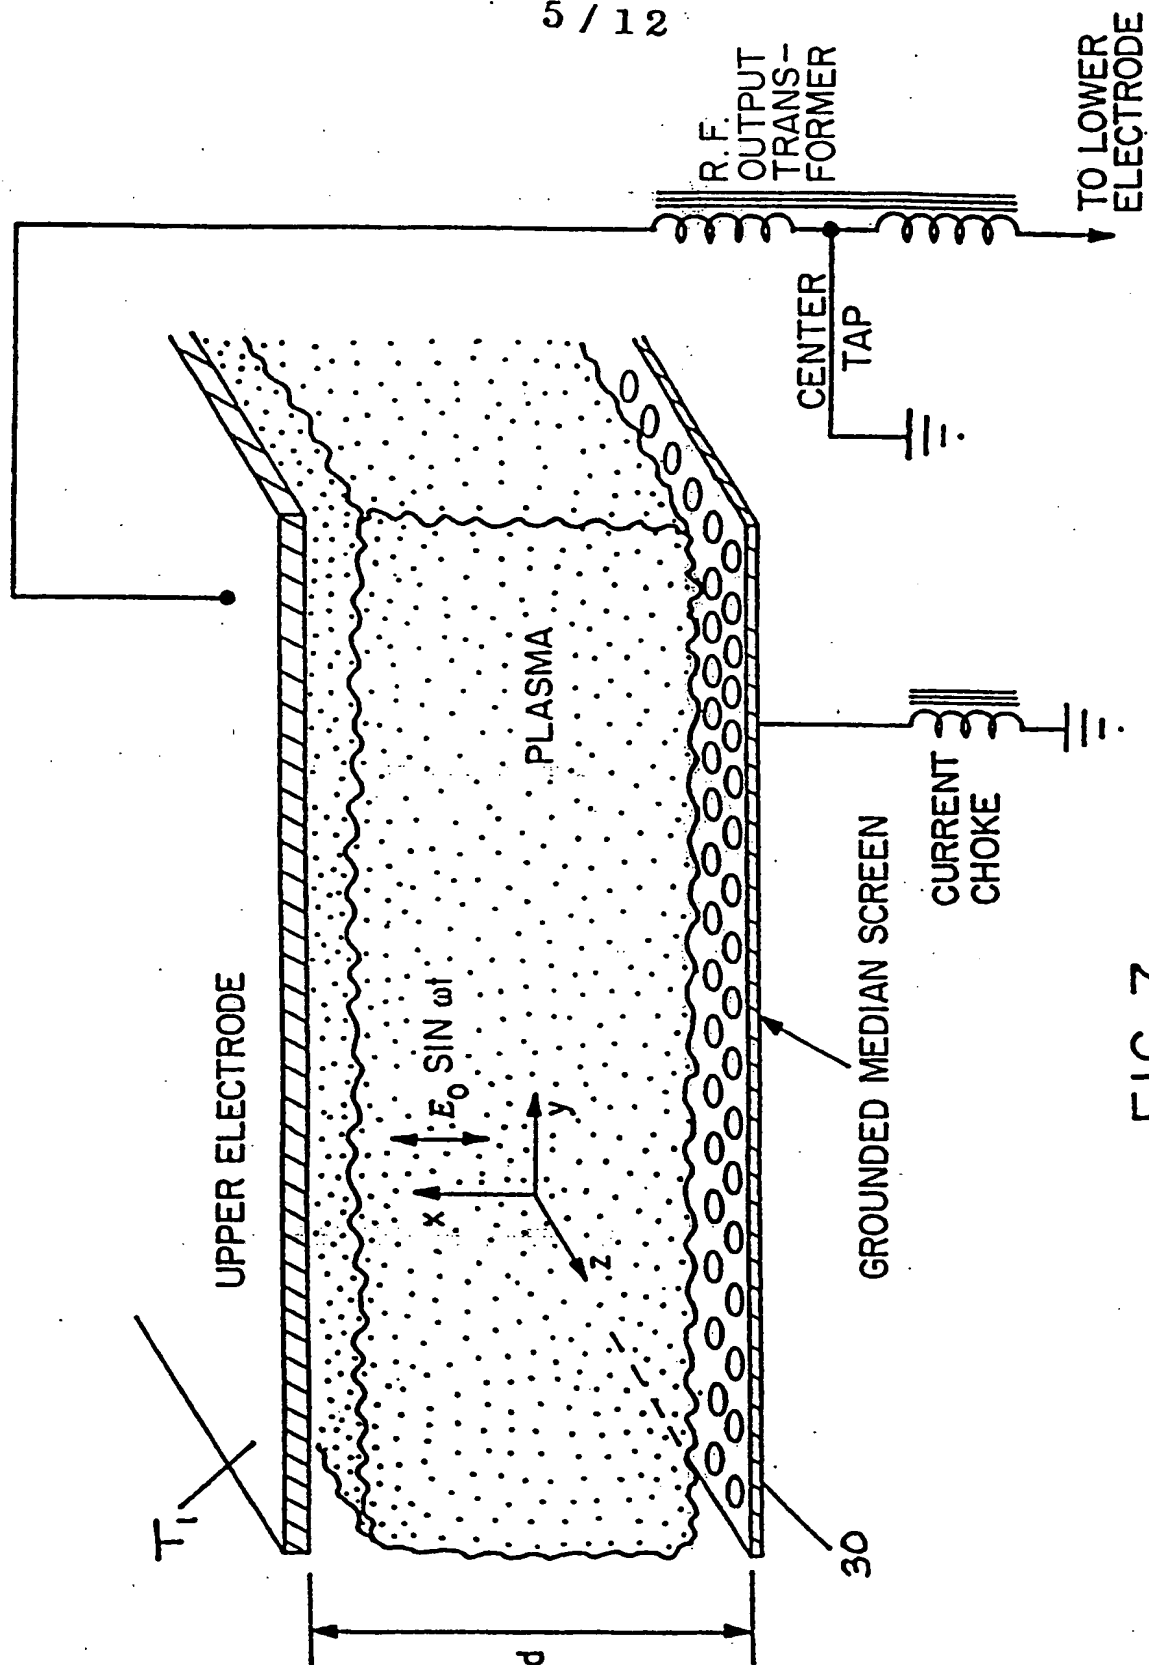 5/12
R.F.
OUTPUT
TRANS-
FORMER
TO LOWER
ELECTRODE
CENTER
TAP
UPPER ELECTRODE
T1
PLASMA
E0 SIN ωt
x
y
z
d
CURRENT
CHOKE
GROUNDED MEDIAN SCREEN
30